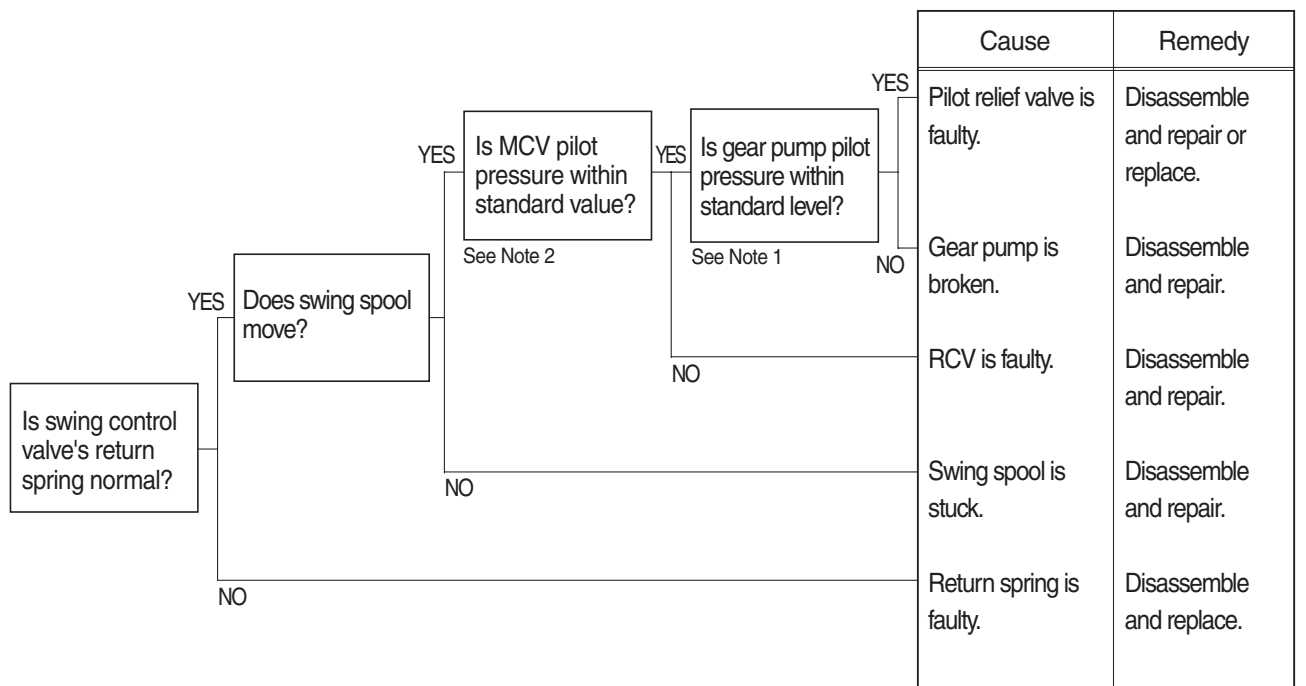 Cause
Remedy
YES
Pilot relief valve is
faulty.
Disassemble
and repair or
replace.
YES
Is MCV pilot
pressure within
standard value?
See Note 2
YES
Is gear pump pilot
pressure within
standard level?
See Note 1
NO
Gear pump is
broken.
Disassemble
and repair.
YES
Does swing spool
move?
NO
RCV is faulty.
Disassemble
and repair.
Is swing control
valve's return
spring normal?
NO
Swing spool is
stuck.
Disassemble
and repair.
NO
Return spring is
faulty.
Disassemble
and replace.